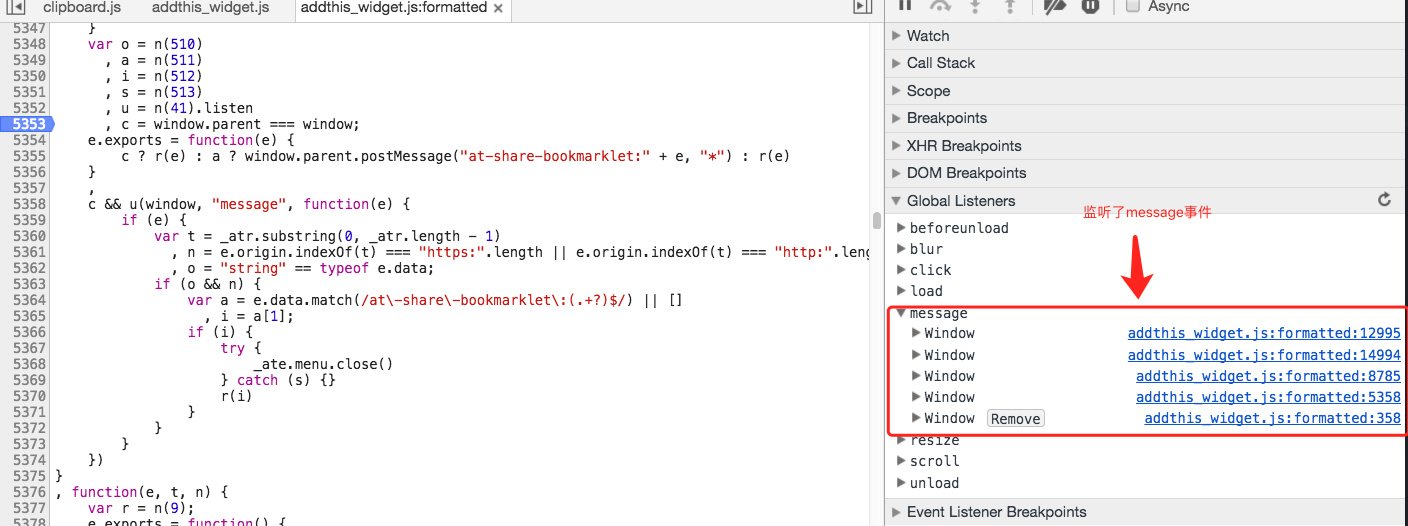 clipboard.js addthis_widget.js addthis_widget.js:formatted ×
5347 }
5348 var o = n(510)
5349 , a = n(511)
5350 , i = n(512)
5351 , s = n(513)
5352 , u = n(41).listen
5353 , c = window.parent === window;
5354 e.exports = function(e) {
5355 c ? r(e) : a ? window.parent.postMessage("at-share-bookmarklet:" + e, "*") : r(e)
5356 }
5357 ,
5358 c && u(window, "message", function(e) {
5359 if (e) {
5360 var t = _atr.substring(0, _atr.length - 1)
5361 , n = e.origin.indexOf(t) === "https:".length || e.origin.indexOf(t) === "http:".leng
5362 , o = "string" == typeof e.data;
5363 if (o && n) {
5364 var a = e.data.match(/at\-share\-bookmarklet\:(.+?)$/) || []
5365 , i = a[1];
5366 if (i) {
5367 try {
5368 _ate.menu.close()
5369 } catch (s) {}
5370 r(i)
5371 }
5372 }
5373 }
5374 })
5375 }
5376 , function(e, t, n) {
5377 var r = n(9);
5378 e.exports = function() {
Async
Watch
Call Stack
Scope
Breakpoints
XHR Breakpoints
DOM Breakpoints
Global Listeners
监听了message事件
beforeunload
blur
click
load
message
Window addthis_widget.js:formatted:12995
Window addthis_widget.js:formatted:14994
Window addthis_widget.js:formatted:8785
Window addthis_widget.js:formatted:5358
Window Remove addthis_widget.js:formatted:358
resize
scroll
unload
Event Listener Breakpoints